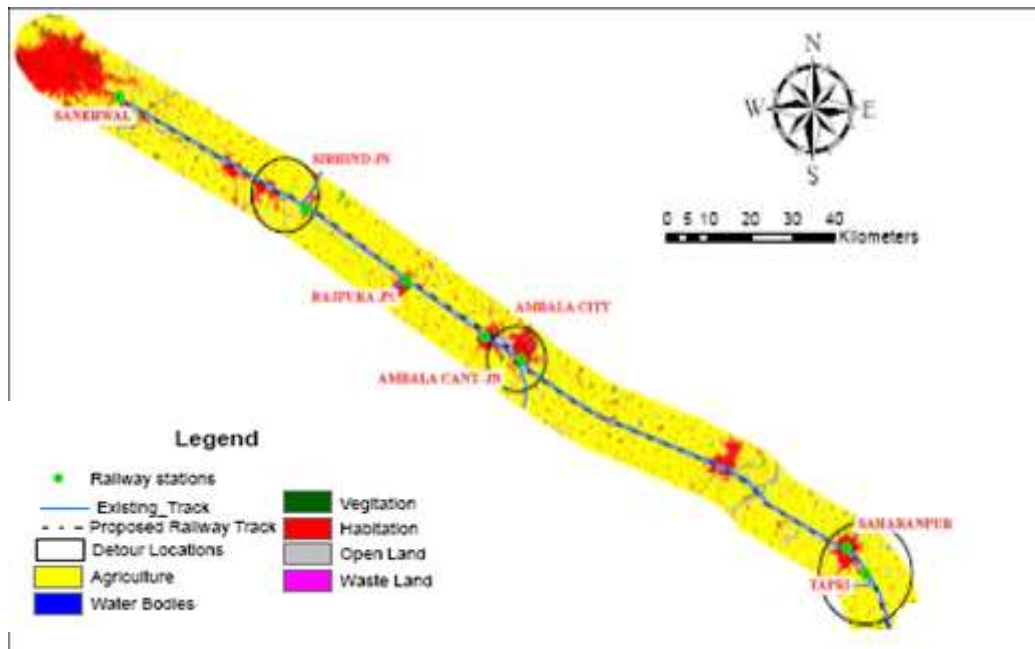 N
W E
S
0 5 10 20 30 40
Kilometers
SANEHWAL
SIRHIND JN
RAJPURA JN
AMBALA CITY
AMBALA CANT JN
SAHARANPUR
TAPRI
Legend
Railway stations
Existing_Track
Proposed Railway Track
Detour Locations
Agriculture
Water Bodies
Vegitation
Habitation
Open Land
Waste Land